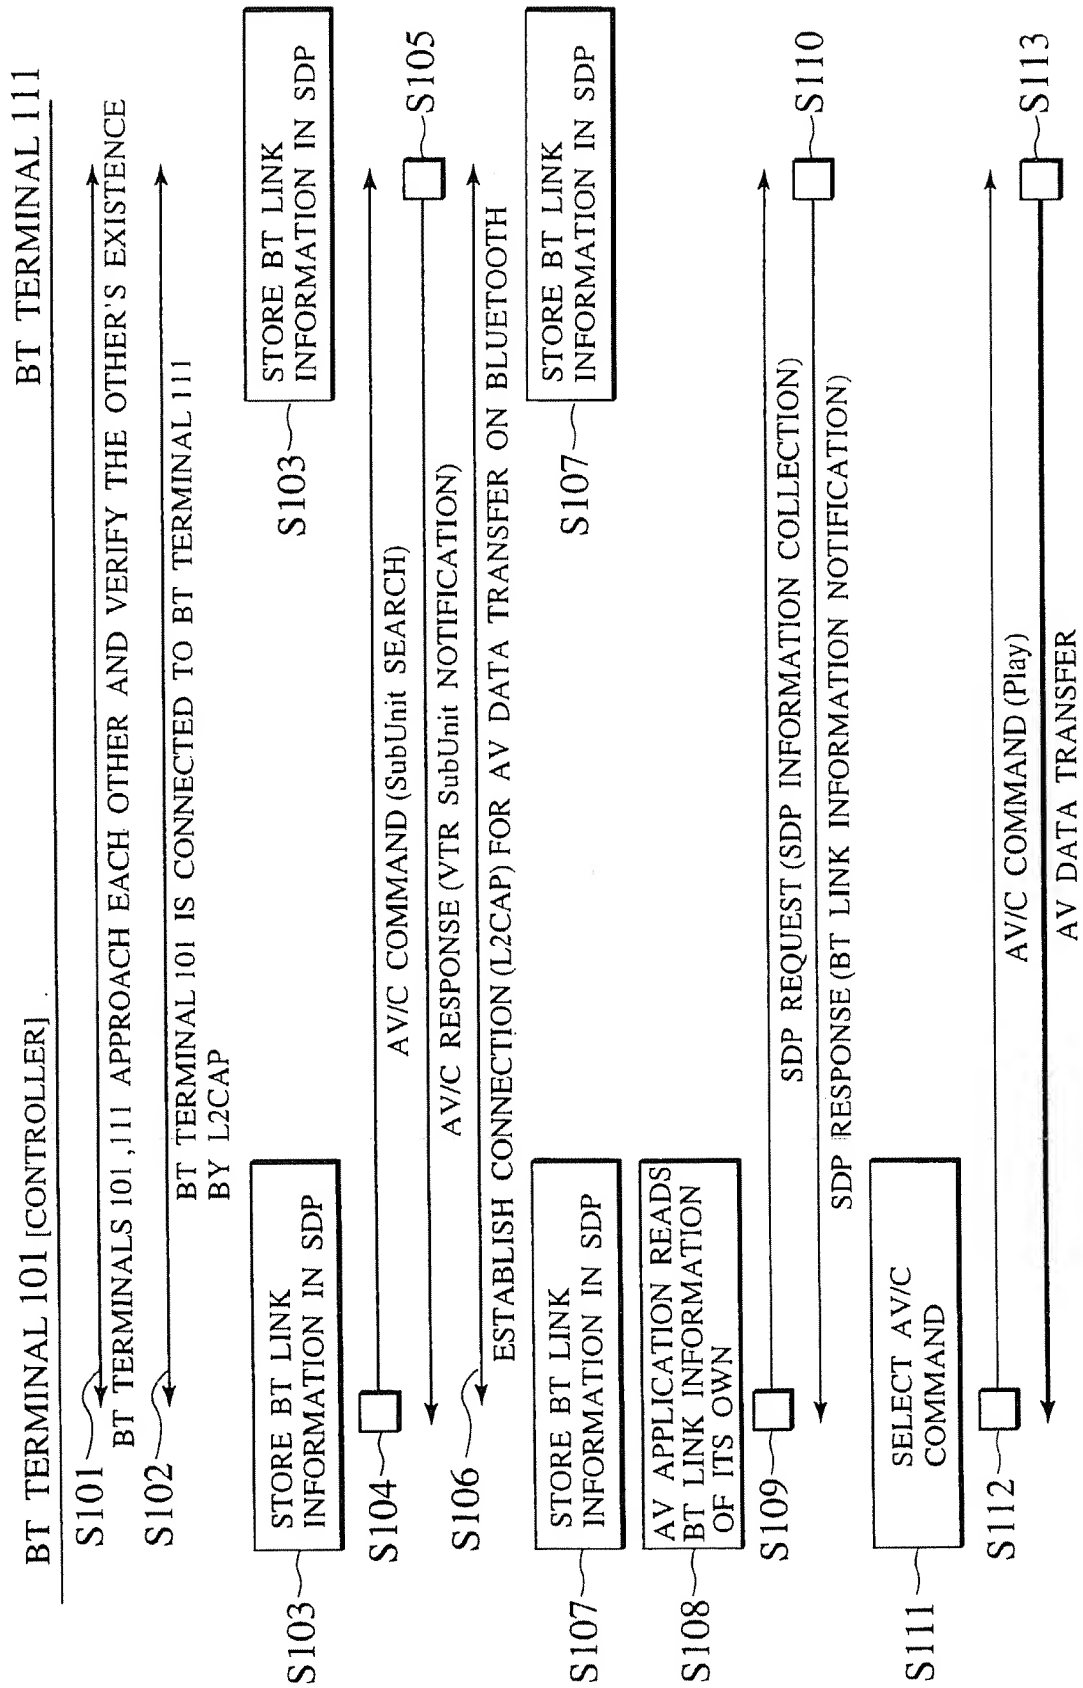 BT TERMINAL 101 [CONTROLLER]
BT TERMINAL 111
S101
BT TERMINALS 101,111 APPROACH EACH OTHER AND VERIFY THE OTHER'S EXISTENCE
S102
BT TERMINAL 101 IS CONNECTED TO BT TERMINAL 111
BY L2CAP
S103
STORE BT LINK
INFORMATION IN SDP
S103
STORE BT LINK
INFORMATION IN SDP
S104
AV/C COMMAND (SubUnit SEARCH)
S105
AV/C RESPONSE (VTR SubUnit NOTIFICATION)
S106
ESTABLISH CONNECTION (L2CAP) FOR AV DATA TRANSFER ON BLUETOOTH
S107
STORE BT LINK
INFORMATION IN SDP
S107
STORE BT LINK
INFORMATION IN SDP
S108
AV APPLICATION READS
BT LINK INFORMATION
OF ITS OWN
S109
SDP REQUEST (SDP INFORMATION COLLECTION)
S110
SDP RESPONSE (BT LINK INFORMATION NOTIFICATION)
S111
SELECT AV/C
COMMAND
S112
AV/C COMMAND (Play)
S113
AV DATA TRANSFER